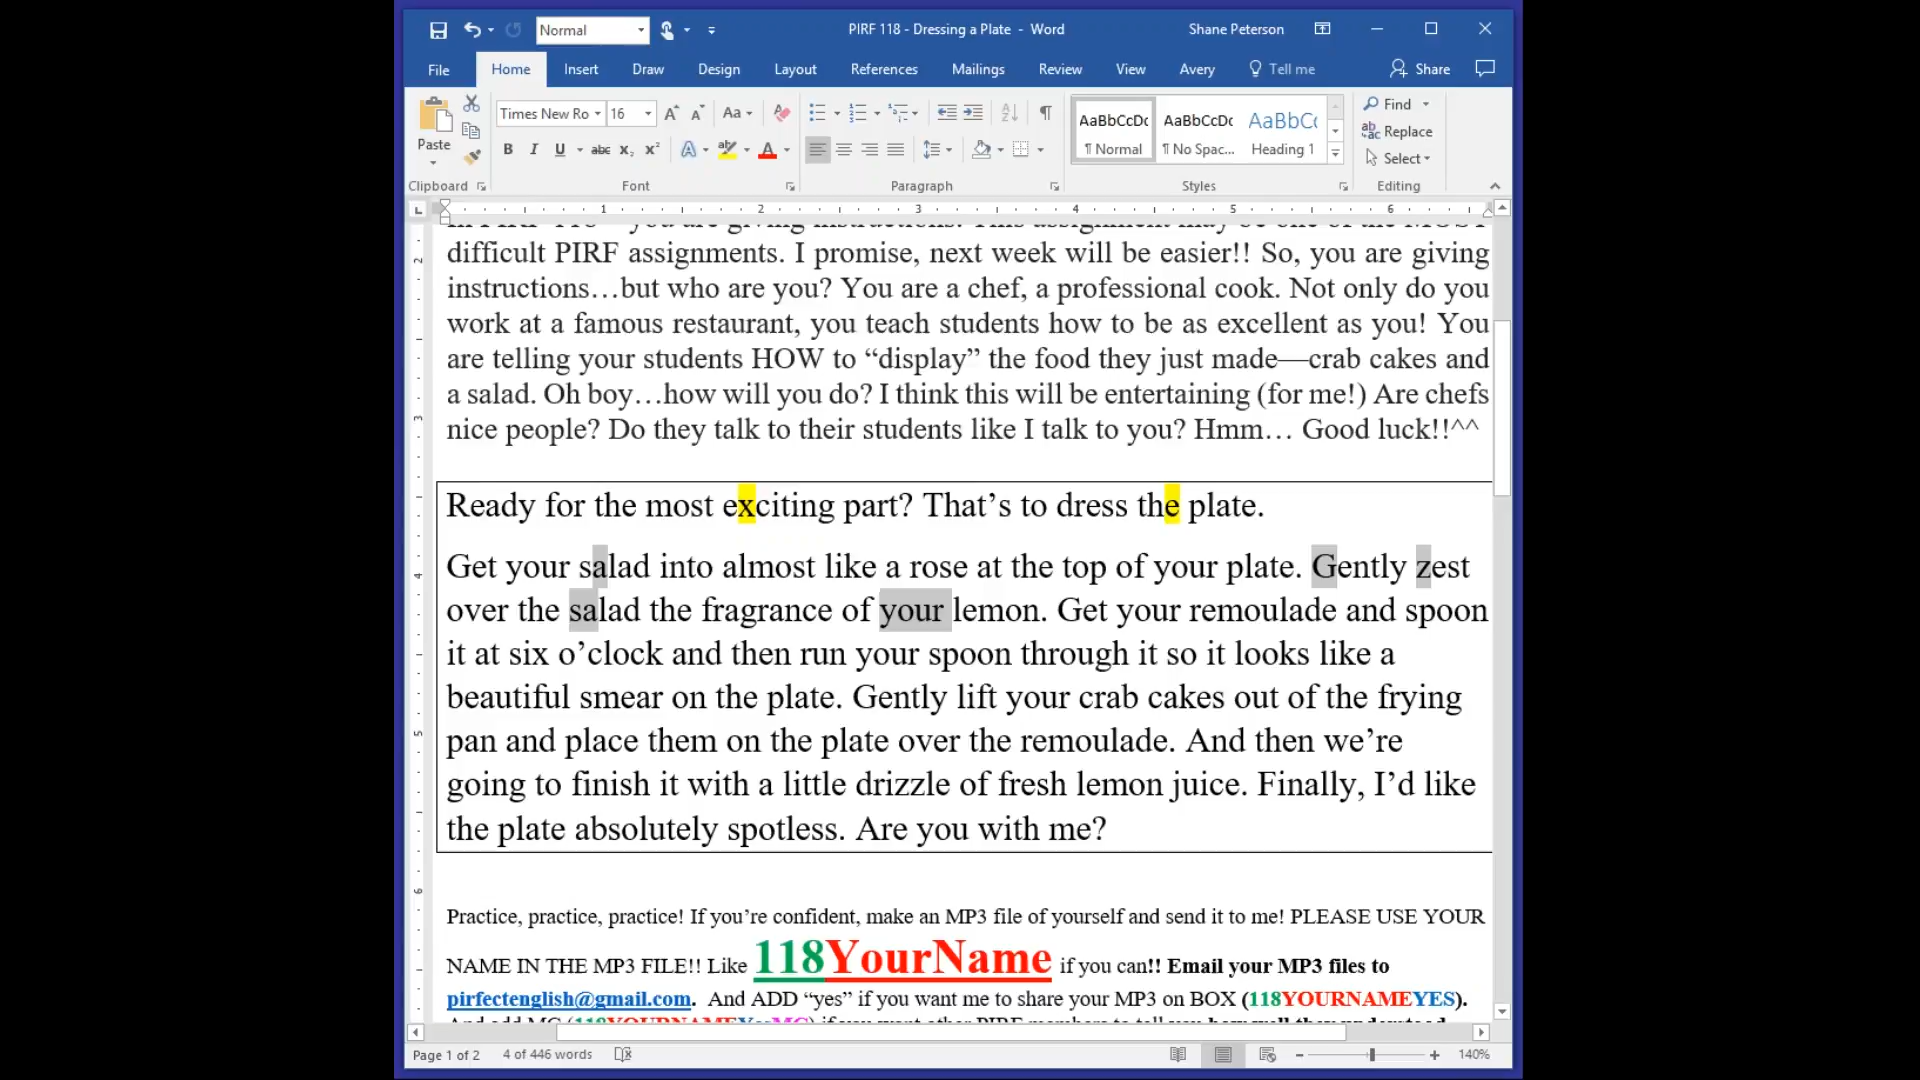 Normal
PIRF 118 - Dressing a Plate - Word
Shane Peterson
File Home Insert Draw Design Layout References Mailings Review View Avery Tell me Share
Paste
Times New Ro 16 Aa
B I U abc x₂ x² A ab A
AaBbCcDc AaBbCcDc AaBbCc
¶ Normal ¶ No Spac... Heading 1
Find
Replace
Select
Clipboard Font Paragraph Styles Editing
1 2 3 4 5 6
difficult PIRF assignments. I promise, next week will be easier!! So, you are giving
instructions…but who are you? You are a chef, a professional cook. Not only do you
work at a famous restaurant, you teach students how to be as excellent as you! You
are telling your students HOW to “display” the food they just made—crab cakes and
a salad. Oh boy…how will you do? I think this will be entertaining (for me!) Are chefs
nice people? Do they talk to their students like I talk to you? Hmm… Good luck!!^^
Ready for the most exciting part? That’s to dress the plate.
Get your salad into almost like a rose at the top of your plate. Gently zest
over the salad the fragrance of your lemon. Get your remoulade and spoon
it at six o’clock and then run your spoon through it so it looks like a
beautiful smear on the plate. Gently lift your crab cakes out of the frying
pan and place them on the plate over the remoulade. And then we’re
going to finish it with a little drizzle of fresh lemon juice. Finally, I’d like
the plate absolutely spotless. Are you with me?
Practice, practice, practice! If you’re confident, make an MP3 file of yourself and send it to me! PLEASE USE YOUR
NAME IN THE MP3 FILE!! Like 118YourName if you can!! Email your MP3 files to
pirfectenglish@gmail.com. And ADD “yes” if you want me to share your MP3 on BOX (118YOURNAMEYES).
Page 1 of 2 4 of 446 words 140%